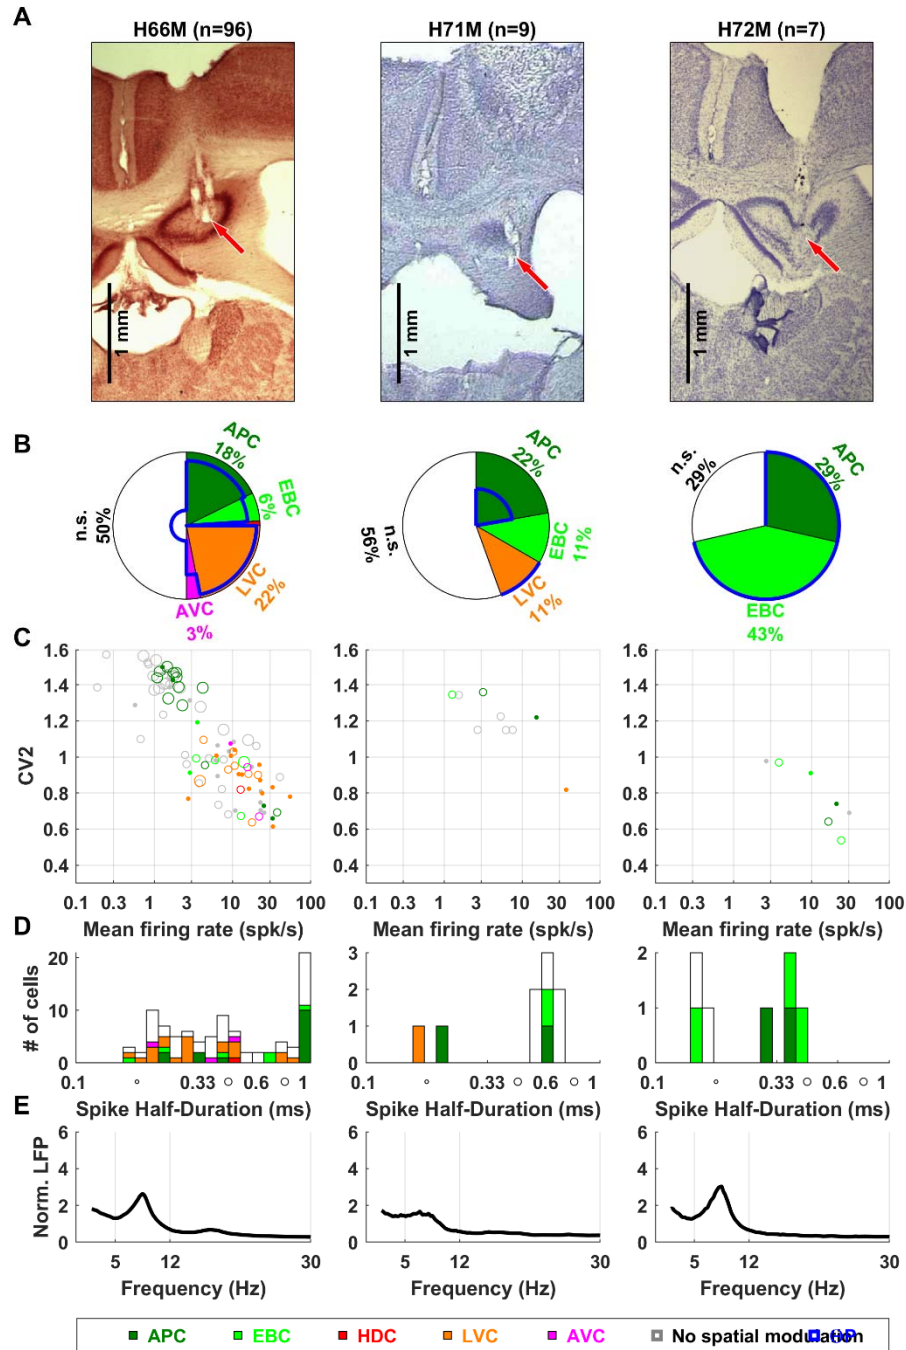 A
H66M (n=96) H71M (n=9) H72M (n=7)
1 mm 1 mm 1 mm
B
APC 18% EBC 6% LVC 22% AVC 3% n.s. 50%
APC 22% EBC 11% LVC 11% n.s. 56%
APC 29% EBC 43% n.s. 29%
C
CV2
1.6 1.6 1.6
1.4 1.4 1.4
1.2 1.2 1.2
1 1 1
0.8 0.8 0.8
0.6 0.6 0.6
0.4 0.4 0.4
0.1 0.3 1 3 10 30 100 0.1 0.3 1 3 10 30 100 0.1 0.3 1 3 10 30 100
Mean firing rate (spk/s) Mean firing rate (spk/s) Mean firing rate (spk/s)
D
# of cells
20 3 2
10 2 1
0 1 0
0
0.1 0.33 0.6 1 0.1 0.33 0.6 1 0.1 0.33 0.6 1
Spike Half-Duration (ms) Spike Half-Duration (ms) Spike Half-Duration (ms)
E
Norm. LFP
6 6 6
4 4 4
2 2 2
0 0 0
5 12 30 5 12 30 5 12 30
Frequency (Hz) Frequency (Hz) Frequency (Hz)
APC EBC HDC LVC AVC No spatial modulation